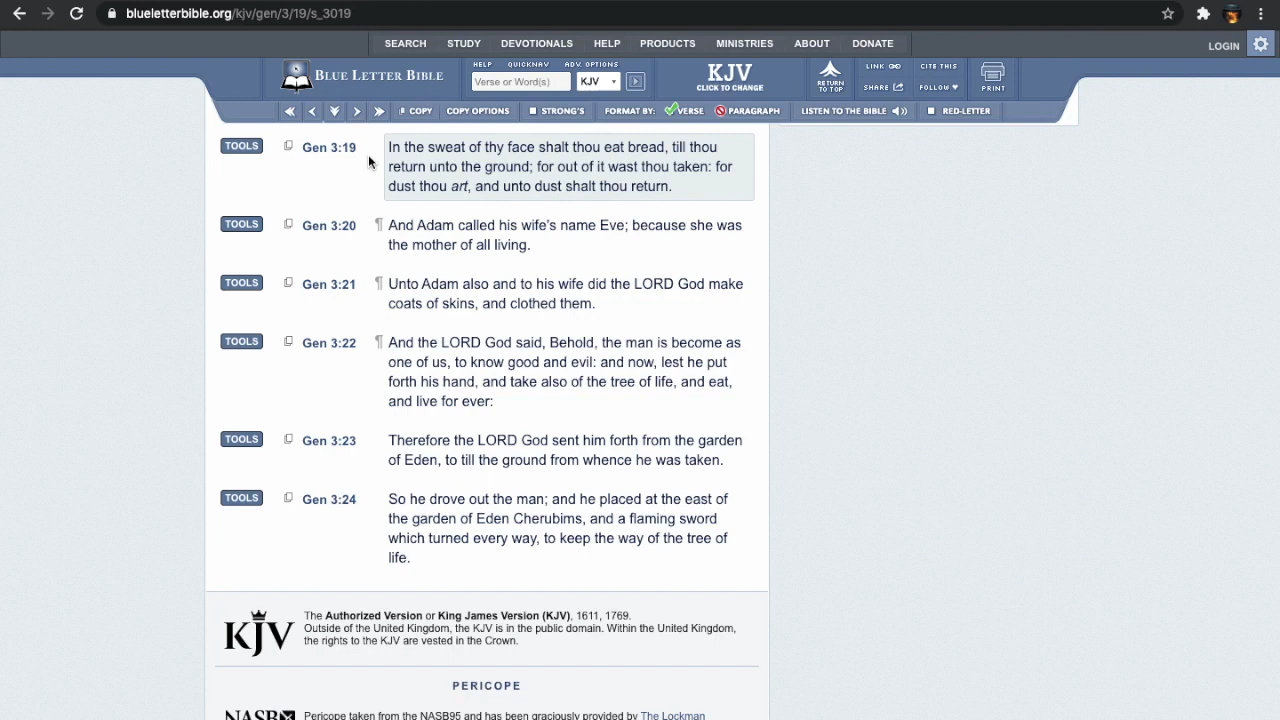 blueletterbible.org/kjv/gen/3/19/s_3019
SEARCH STUDY DEVOTIONALS HELP PRODUCTS MINISTRIES ABOUT DONATE
LOGIN
BLUE LETTER BIBLE
HELP QUICKNAV ADV. OPTIONS
Verse or Word(s) KJV
KJV
CLICK TO CHANGE
RETURN
TO TOP
LINK CITE THIS
SHARE FOLLOW
PRINT
COPY COPY OPTIONS STRONG'S FORMAT BY: VERSE PARAGRAPH LISTEN TO THE BIBLE RED-LETTER
TOOLS Gen 3:19 In the sweat of thy face shalt thou eat bread, till thou
return unto the ground; for out of it wast thou taken: for
dust thou art, and unto dust shalt thou return.
TOOLS Gen 3:20 ¶ And Adam called his wife's name Eve; because she was
the mother of all living.
TOOLS Gen 3:21 ¶ Unto Adam also and to his wife did the LORD God make
coats of skins, and clothed them.
TOOLS Gen 3:22 ¶ And the LORD God said, Behold, the man is become as
one of us, to know good and evil: and now, lest he put
forth his hand, and take also of the tree of life, and eat,
and live for ever:
TOOLS Gen 3:23 Therefore the LORD God sent him forth from the garden
of Eden, to till the ground from whence he was taken.
TOOLS Gen 3:24 So he drove out the man; and he placed at the east of
the garden of Eden Cherubims, and a flaming sword
which turned every way, to keep the way of the tree of
life.
KJV
The Authorized Version or King James Version (KJV), 1611, 1769.
Outside of the United Kingdom, the KJV is in the public domain. Within the United Kingdom,
the rights to the KJV are vested in the Crown.
PERICOPE
NASB
Pericope taken from the NASB95 and has been graciously provided by The Lockman